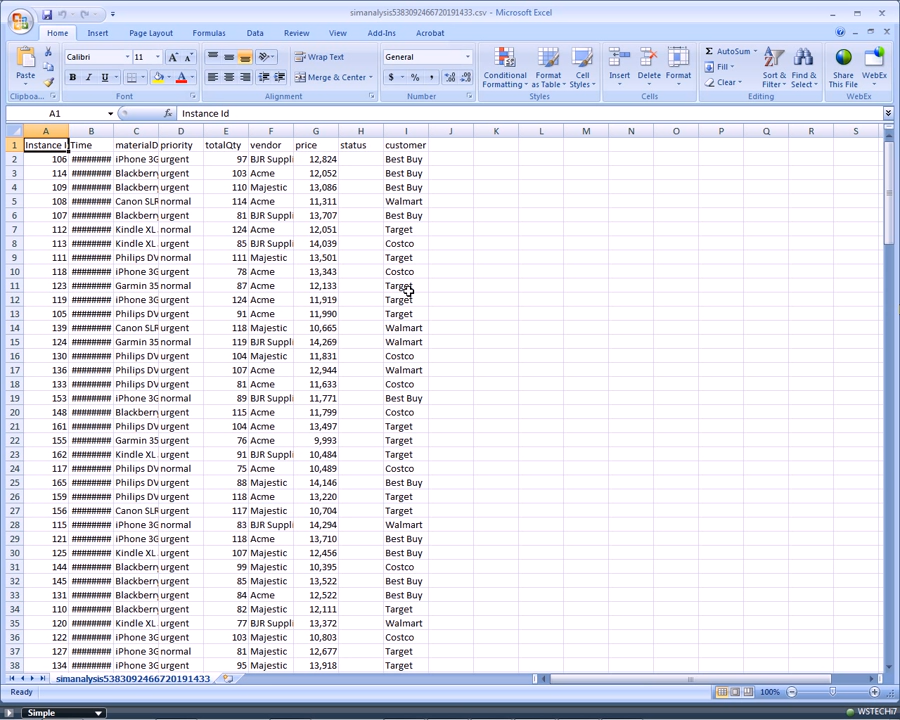 simanalysis5383092466720191433.csv - Microsoft Excel
Home Insert Page Layout Formulas Data Review View Add-Ins Acrobat
Calibri 11 Wrap Text General AutoSum
Paste Merge & Center Conditional Formatting Format as Table Cell Styles Insert Delete Format Fill Clear Sort & Filter Find & Select Share This File WebEx
Clipboa... Font Alignment Number Styles Cells Editing WebEx
A1 fx Instance Id
A B C D E F G H I J K L M N O P Q R S
1 Instance I Time materialD priority totalQty vendor price status customer
2 106 ######## iPhone 3G urgent 97 BJR Suppli 12,824 Best Buy
3 114 ######## Blackberry urgent 103 Acme 12,052 Best Buy
4 109 ######## Blackberry urgent 110 Majestic 13,086 Best Buy
5 108 ######## Canon SLR normal 114 Acme 11,311 Walmart
6 107 ######## Blackberry urgent 81 BJR Suppli 13,707 Best Buy
7 112 ######## Kindle XL normal 124 Acme 12,051 Target
8 113 ######## Kindle XL urgent 85 BJR Suppli 14,039 Costco
9 111 ######## Philips DV normal 111 Majestic 13,501 Target
10 118 ######## iPhone 3G urgent 78 Acme 13,343 Costco
11 123 ######## Garmin 35 normal 87 Acme 12,133 Target
12 119 ######## iPhone 3G urgent 124 Acme 11,919 Target
13 105 ######## Philips DV urgent 91 Acme 11,990 Target
14 139 ######## Canon SLR urgent 118 Majestic 10,665 Walmart
15 124 ######## Garmin 35 normal 119 BJR Suppli 14,269 Walmart
16 130 ######## Philips DV urgent 104 Majestic 11,831 Costco
17 136 ######## Philips DV urgent 107 Acme 12,944 Walmart
18 133 ######## Philips DV urgent 81 Acme 11,633 Costco
19 153 ######## iPhone 3G normal 89 BJR Suppli 11,771 Best Buy
20 148 ######## Blackberry urgent 115 Acme 11,799 Costco
21 161 ######## Philips DV urgent 104 Acme 13,497 Target
22 155 ######## Garmin 35 urgent 76 Acme 9,993 Target
23 162 ######## Kindle XL urgent 91 BJR Suppli 10,484 Target
24 117 ######## Philips DV normal 75 Acme 10,489 Costco
25 165 ######## Philips DV urgent 88 Majestic 14,146 Best Buy
26 159 ######## Philips DV urgent 118 Acme 13,220 Target
27 156 ######## Canon SLR urgent 117 Majestic 10,704 Target
28 115 ######## iPhone 3G normal 83 BJR Suppli 14,294 Walmart
29 121 ######## iPhone 3G urgent 118 Acme 13,710 Best Buy
30 125 ######## Kindle XL urgent 107 Majestic 12,456 Best Buy
31 144 ######## Blackberry urgent 99 Majestic 10,395 Costco
32 145 ######## Blackberry urgent 85 Majestic 13,522 Best Buy
33 131 ######## Blackberry urgent 84 Acme 12,522 Best Buy
34 110 ######## Blackberry urgent 82 Majestic 12,111 Target
35 120 ######## Kindle XL urgent 77 BJR Suppli 13,372 Walmart
36 122 ######## iPhone 3G urgent 103 Majestic 10,803 Costco
37 127 ######## iPhone 3G normal 81 Majestic 12,677 Target
38 134 ######## iPhone 3G urgent 95 Majestic 13,918 Target
simanalysis5383092466720191433
Ready 100%
Simple WSTECHi7